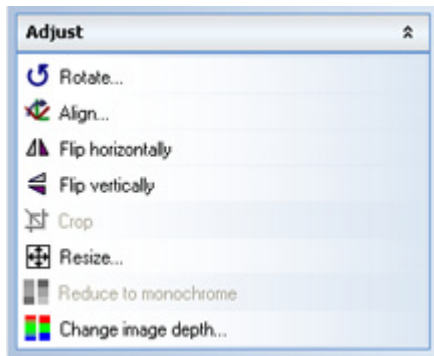 Adjust
Rotate...
Align...
Flip horizontally
Flip vertically
Crop
Resize...
Reduce to monochrome
Change image depth...